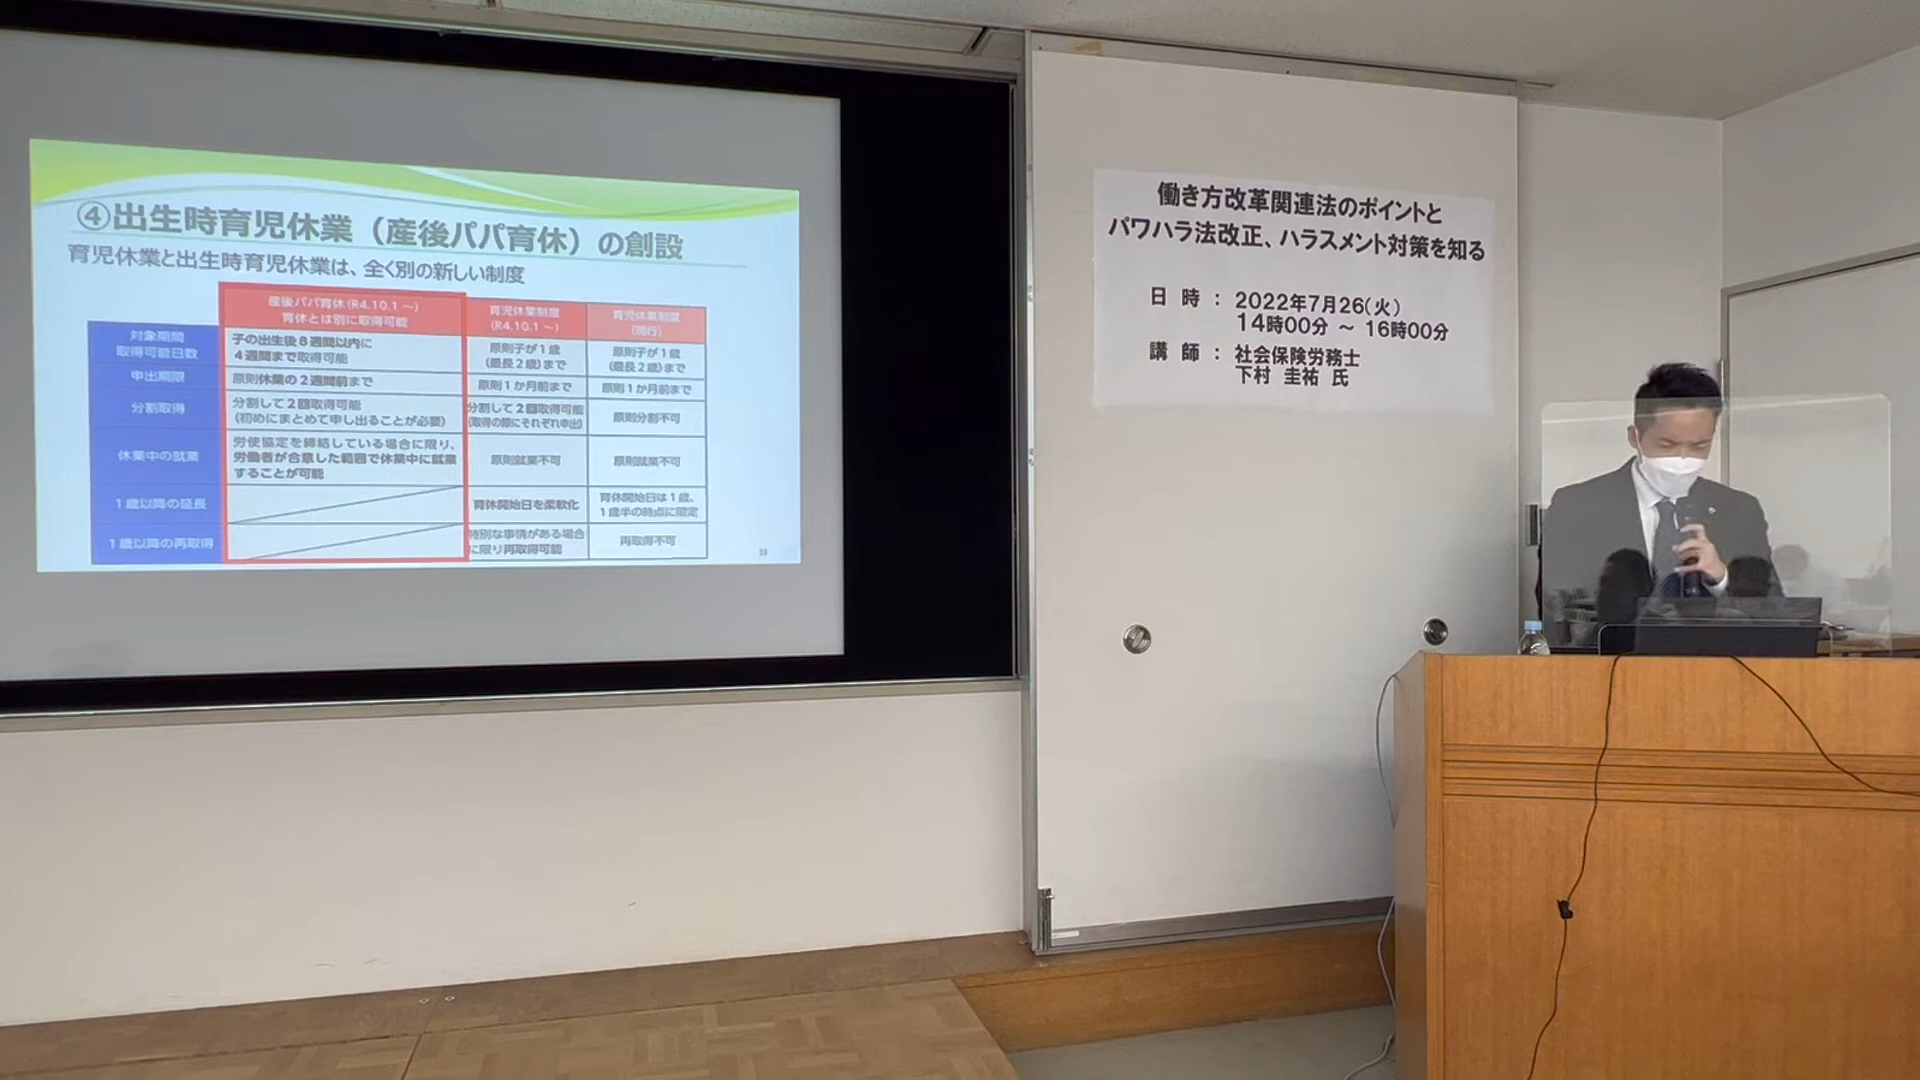 ④出生時育児休業(産後パパ育休)の創設
育児休業と出生時育児休業は、全く別の新しい制度
産後パパ育休(R4.10.1~)
育休とは別に取得可能
育児休業制度
(R4.10.1~)
育児休業制度
(現行)
対象期間
取得可能日数
子の出生後8週間以内に
4週間まで取得可能
原則子が1歳
(最長2歳)まで
原則子が1歳
(最長2歳)まで
申出期限
原則休業の2週間前まで
原則1か月前まで
原則1か月前まで
分割取得
分割して2回取得可能
(初めにまとめて申し出ることが必要)
分割して2回取得可能
(取得の際にそれぞれ申出)
原則分割不可
休業中の就業
労使協定を締結している場合に限り、
労働者が合意した範囲で休業中に就業
することが可能
原則就業不可
原則就業不可
1歳以降の延長
育休開始日を柔軟化
育休開始日は1歳、
1歳半の時点に限定
1歳以降の再取得
特別な事情がある場合
に限り再取得可能
再取得不可
働き方改革関連法のポイントと
パワハラ法改正、ハラスメント対策を知る
日 時 : 2022年7月26(火)
14時00分 ~ 16時00分
講 師 : 社会保険労務士
下村 圭祐 氏